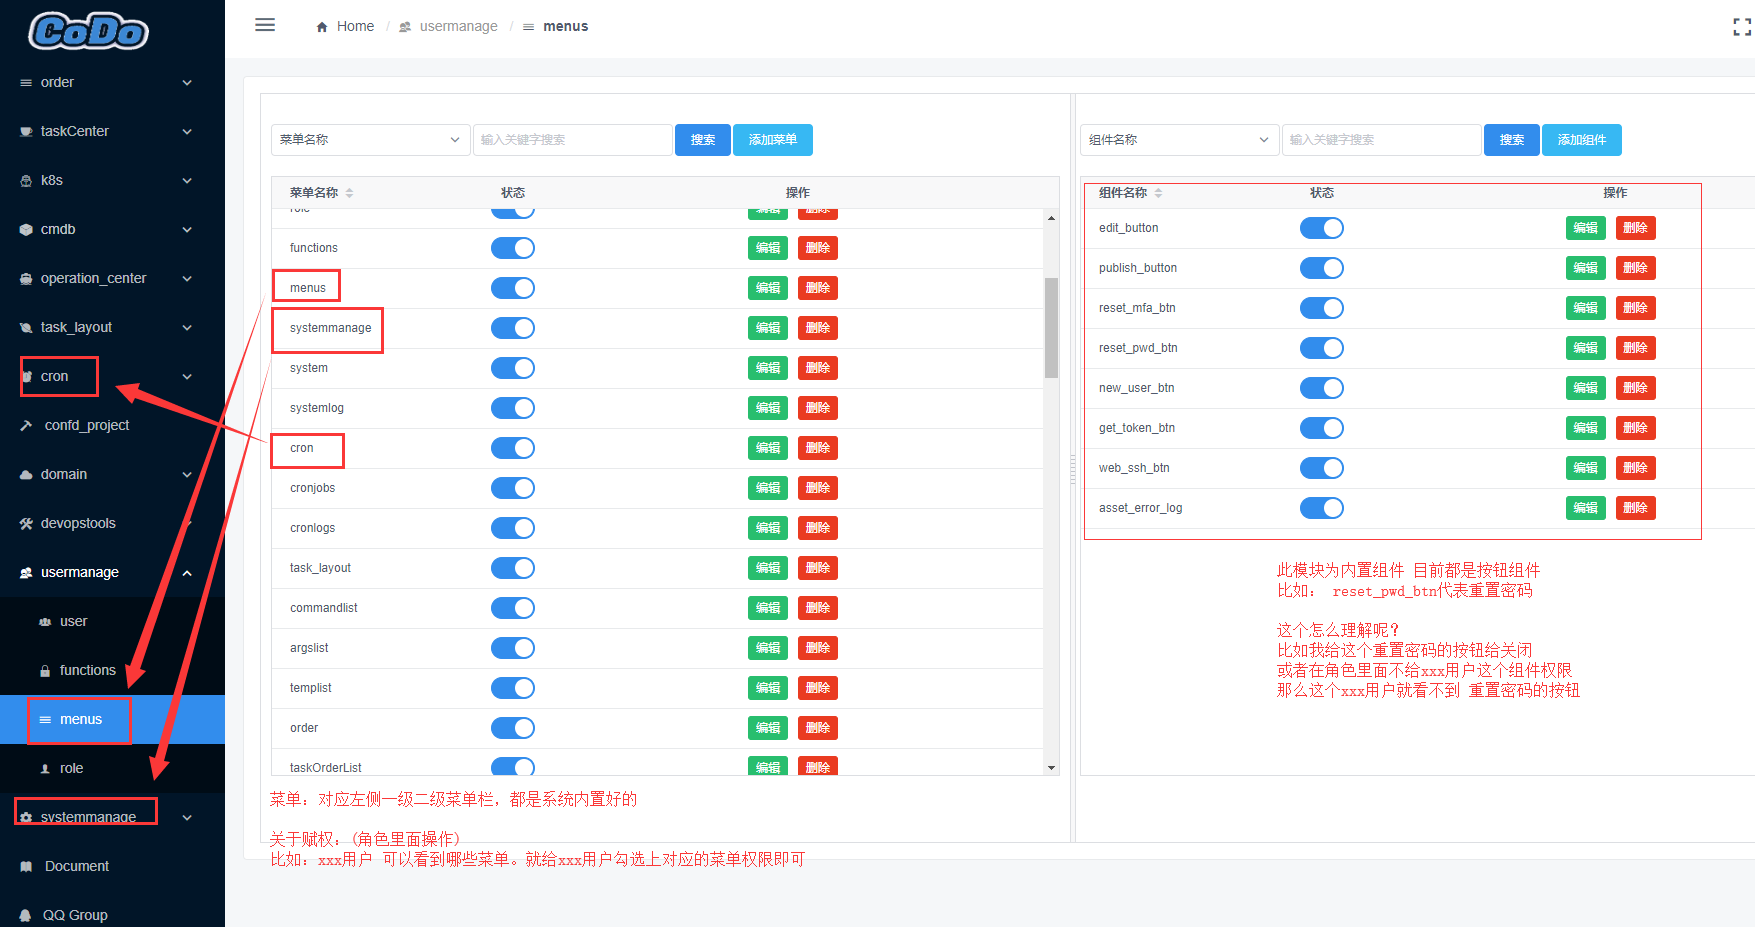 CoDo
order
taskCenter
k8s
cmdb
operation_center
task_layout
cron
confd_project
domain
devopstools
usermanage
user
functions
menus
role
systemmanage
Document
QQ Group
Home / usermanage / menus
菜单名称 输入关键字搜索 搜索 添加菜单
菜单名称 状态 操作
role 编辑 删除
functions 编辑 删除
menus 编辑 删除
systemmanage 编辑 删除
system 编辑 删除
systemlog 编辑 删除
cron 编辑 删除
cronjobs 编辑 删除
cronlogs 编辑 删除
task_layout 编辑 删除
commandlist 编辑 删除
argslist 编辑 删除
templist 编辑 删除
order 编辑 删除
taskOrderList 编辑 删除
菜单：对应左侧一级二级菜单栏，都是系统内置好的
关于赋权：(角色里面操作)
比如：xxx用户 可以看到哪些菜单。就给xxx用户勾选上对应的菜单权限即可
组件名称 输入关键字搜索 搜索 添加组件
组件名称 状态 操作
edit_button 编辑 删除
publish_button 编辑 删除
reset_mfa_btn 编辑 删除
reset_pwd_btn 编辑 删除
new_user_btn 编辑 删除
get_token_btn 编辑 删除
web_ssh_btn 编辑 删除
asset_error_log 编辑 删除
此模块为内置组件 目前都是按钮组件
比如： reset_pwd_btn代表重置密码
这个怎么理解呢？
比如我给这个重置密码的按钮给关闭
或者在角色里面不给xxx用户这个组件权限
那么这个xxx用户就看不到 重置密码的按钮